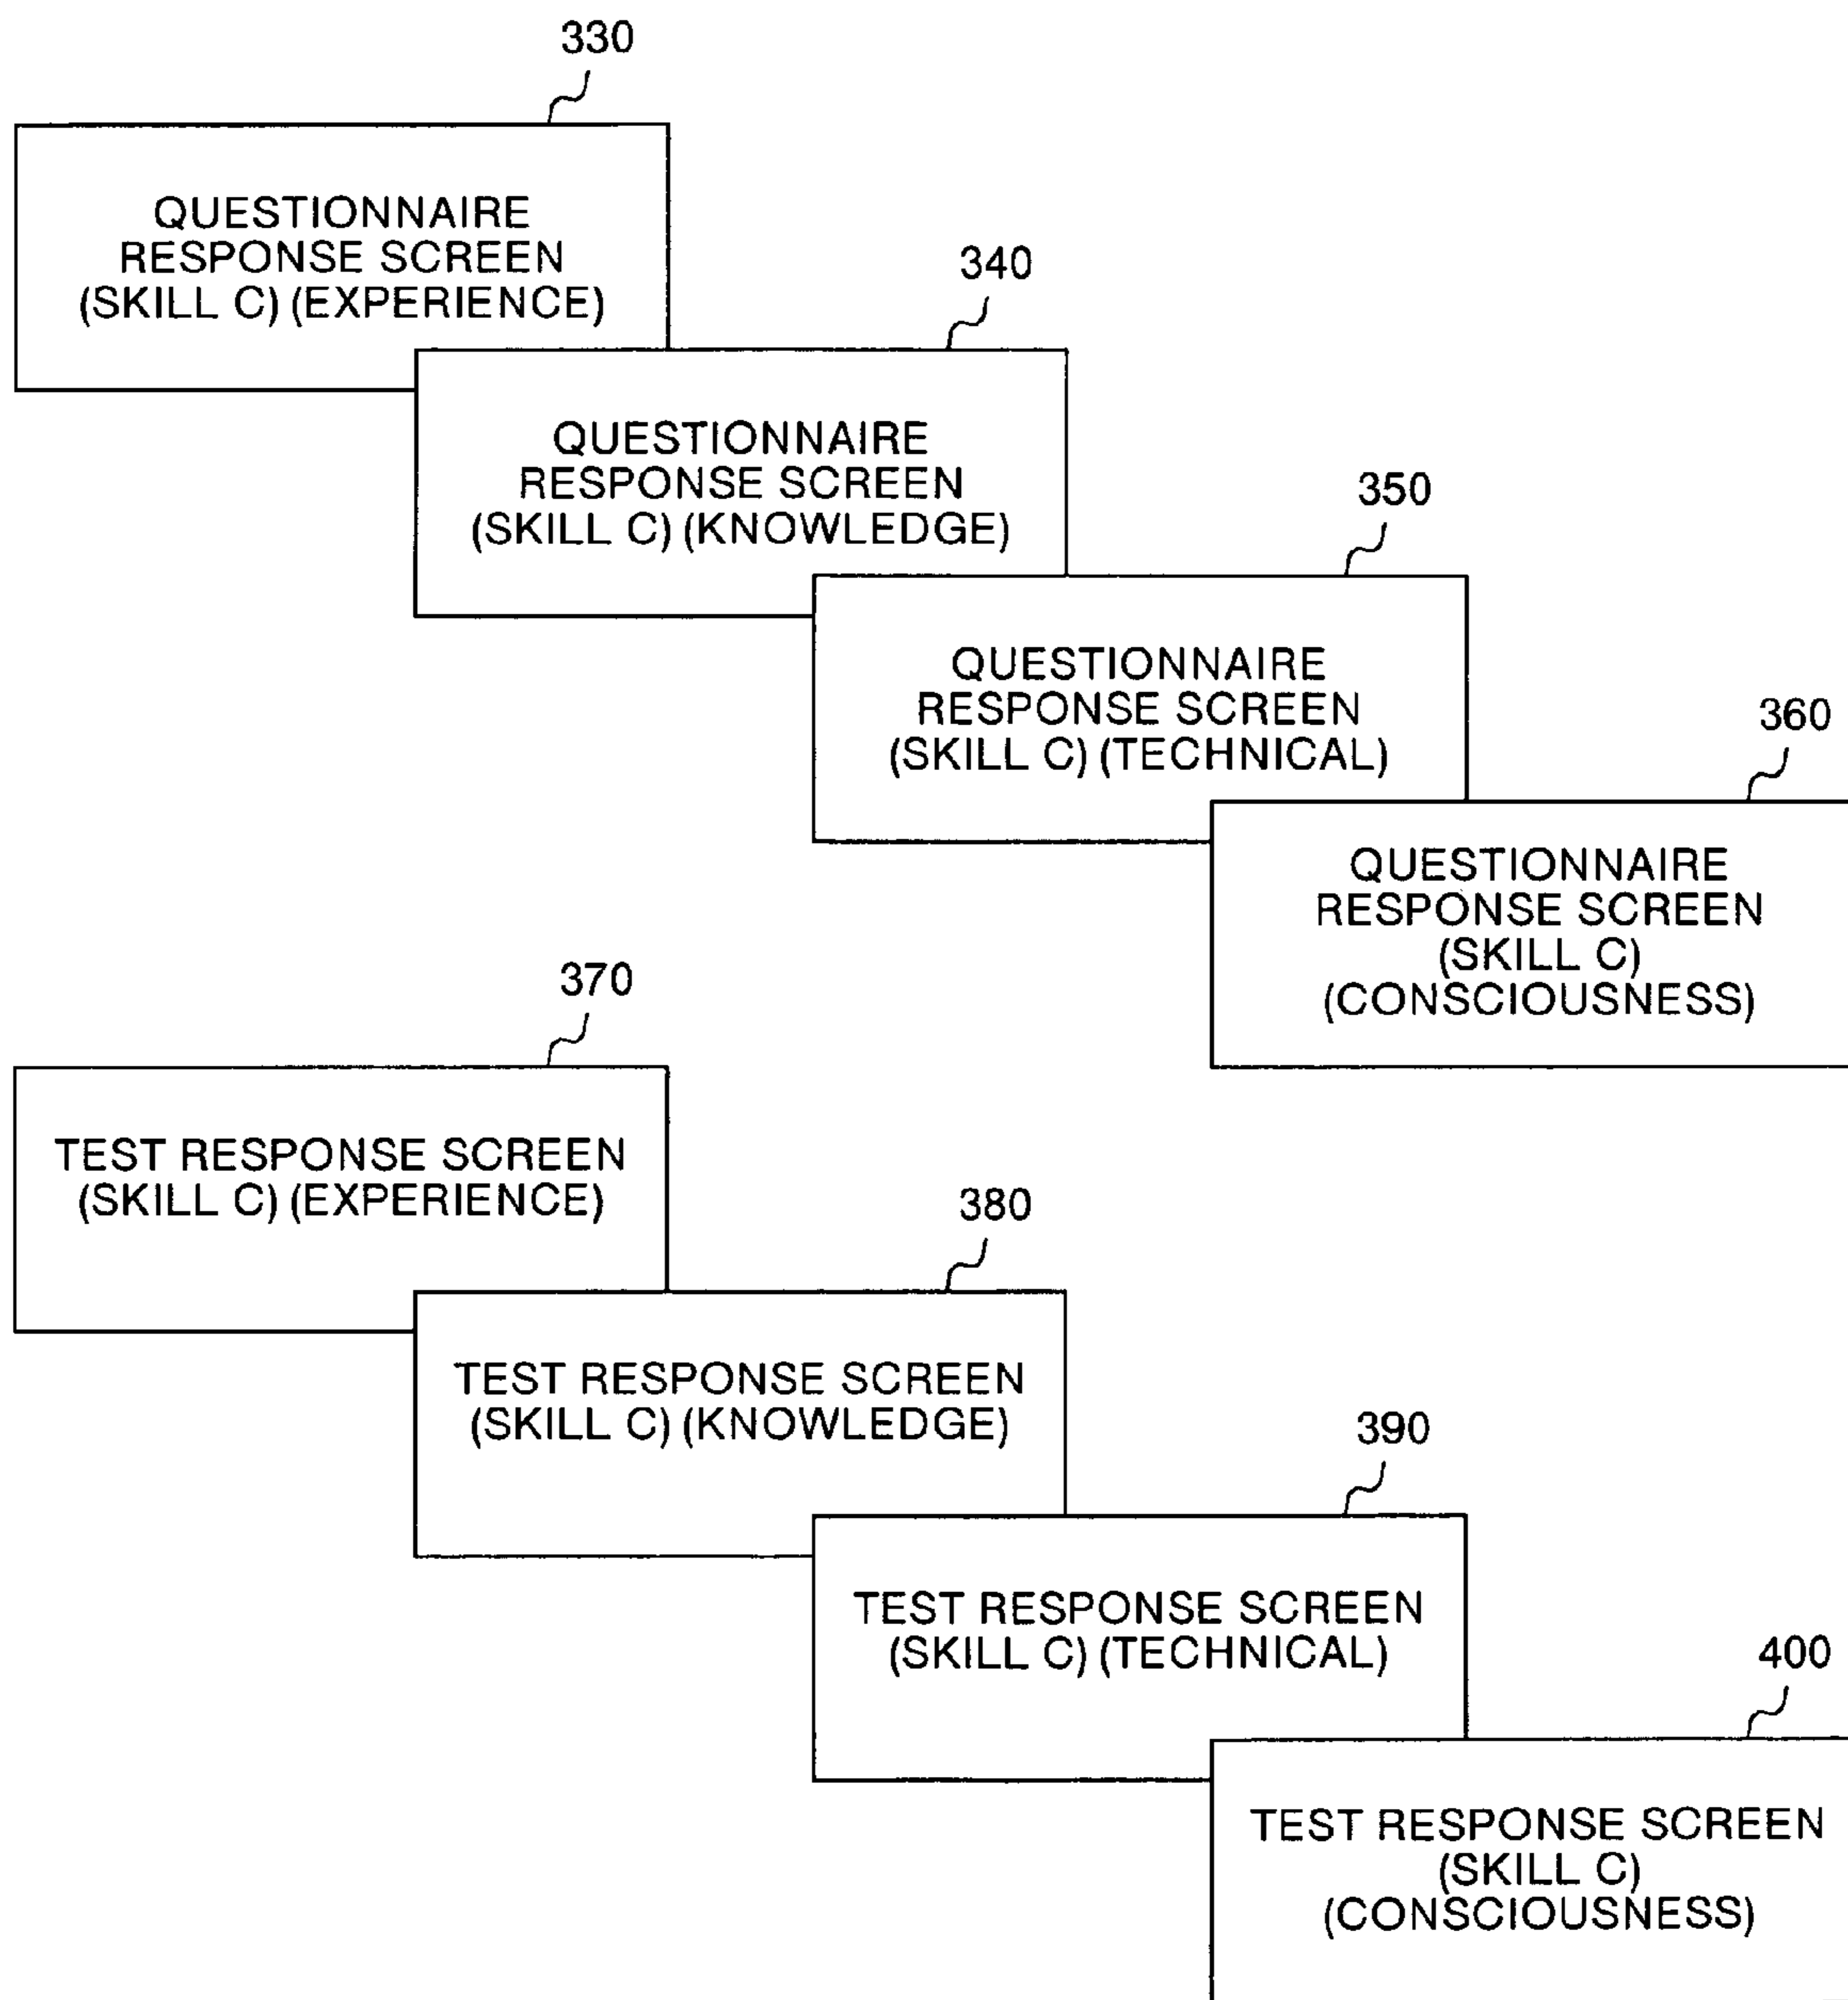 330
QUESTIONNAIRE
RESPONSE SCREEN
(SKILL C) (EXPERIENCE)
340
QUESTIONNAIRE
RESPONSE SCREEN
(SKILL C) (KNOWLEDGE)
350
QUESTIONNAIRE
RESPONSE SCREEN
(SKILL C) (TECHNICAL)
360
QUESTIONNAIRE
RESPONSE SCREEN
(SKILL C)
(CONSCIOUSNESS)
370
TEST RESPONSE SCREEN
(SKILL C) (EXPERIENCE)
380
TEST RESPONSE SCREEN
(SKILL C) (KNOWLEDGE)
390
TEST RESPONSE SCREEN
(SKILL C) (TECHNICAL)
400
TEST RESPONSE SCREEN
(SKILL C)
(CONSCIOUSNESS)